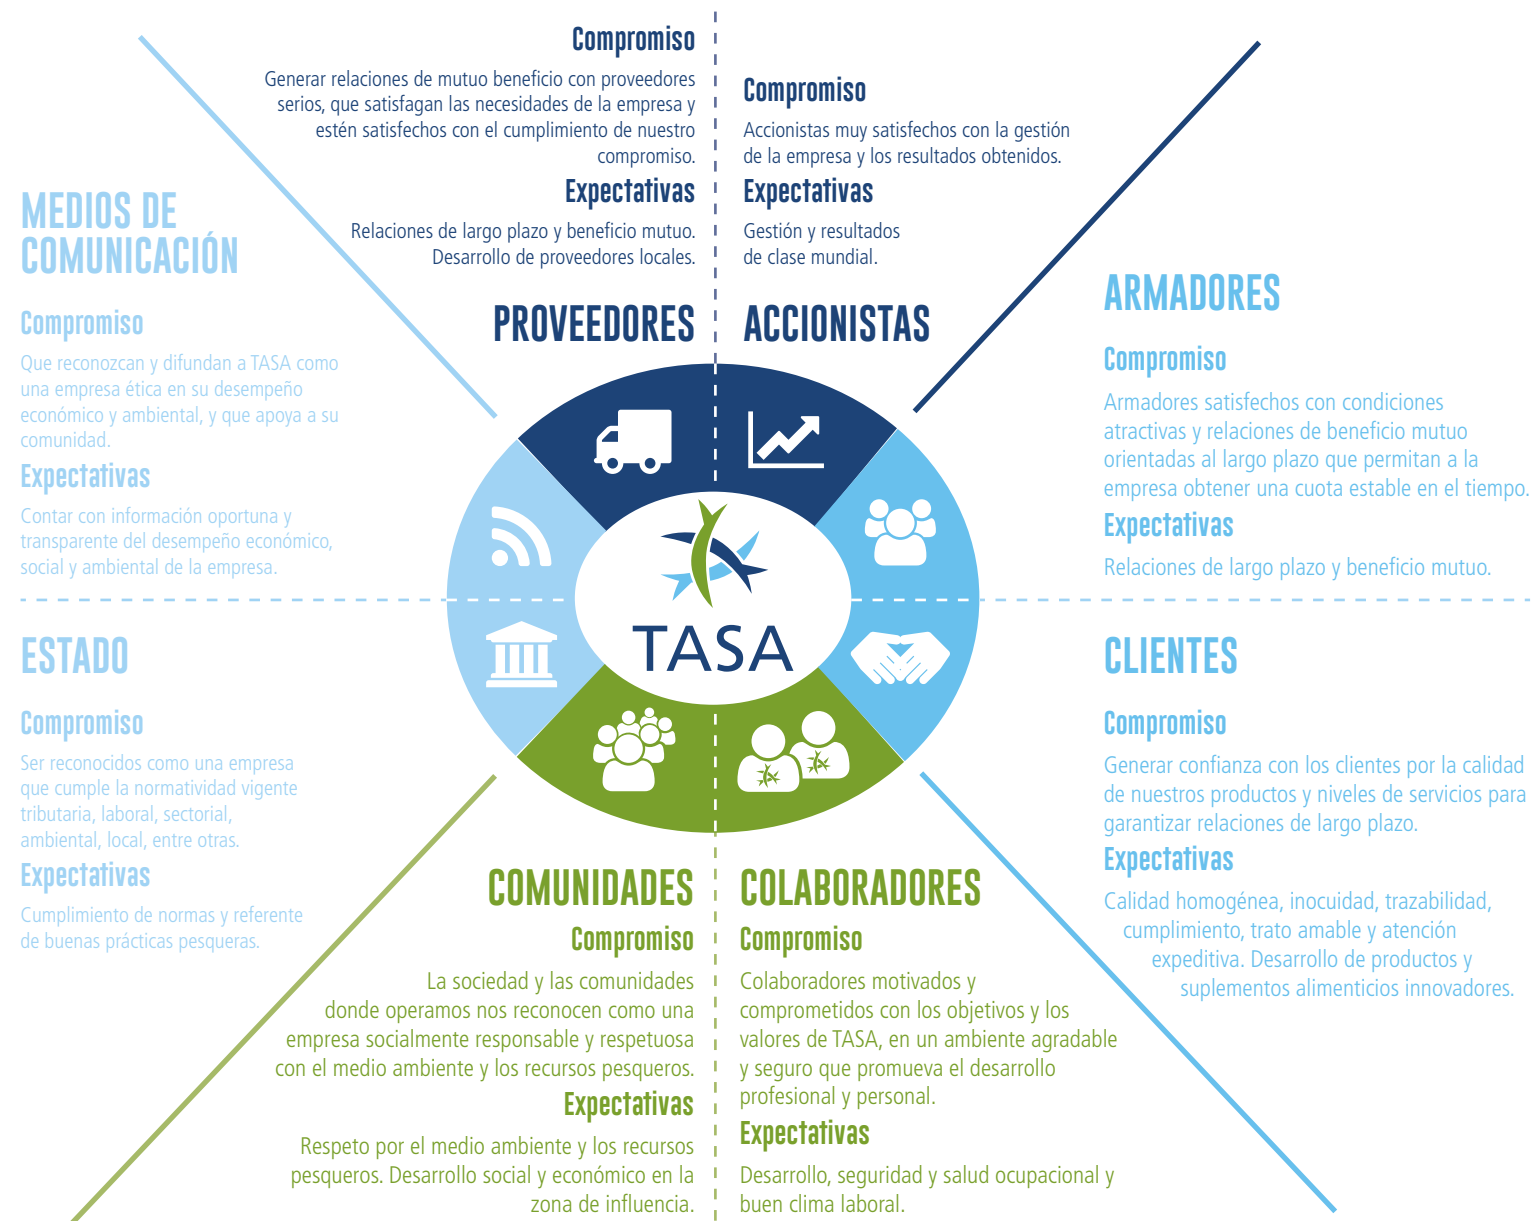 Compromiso
Generar relaciones de mutuo beneficio con proveedores
serios, que satisfagan las necesidades de la empresa y
estén satisfechos con el cumplimiento de nuestro
compromiso.
Expectativas
Relaciones de largo plazo y beneficio mutuo.
Desarrollo de proveedores locales.
PROVEEDORES
Compromiso
Accionistas muy satisfechos con la gestión
de la empresa y los resultados obtenidos.
Expectativas
Gestión y resultados
de clase mundial.
ACCIONISTAS
MEDIOS DE
COMUNICACIÓN
Compromiso
Que reconozcan y difundan a TASA como
una empresa ética en su desempeño
económico y ambiental, y que apoya a su
comunidad.
Expectativas
Contar con información oportuna y
transparente del desempeño económico,
social y ambiental de la empresa.
ARMADORES
Compromiso
Armadores satisfechos con condiciones
atractivas y relaciones de beneficio mutuo
orientadas al largo plazo que permitan a la
empresa obtener una cuota estable en el tiempo.
Expectativas
Relaciones de largo plazo y beneficio mutuo.
TASA
ESTADO
Compromiso
Ser reconocidos como una empresa
que cumple la normatividad vigente
tributaria, laboral, sectorial,
ambiental, local, entre otras.
Expectativas
Cumplimiento de normas y referente
de buenas prácticas pesqueras.
CLIENTES
Compromiso
Generar confianza con los clientes por la calidad
de nuestros productos y niveles de servicios para
garantizar relaciones de largo plazo.
Expectativas
Calidad homogénea, inocuidad, trazabilidad,
cumplimiento, trato amable y atención
expeditiva. Desarrollo de productos y
suplementos alimenticios innovadores.
COMUNIDADES
Compromiso
La sociedad y las comunidades
donde operamos nos reconocen como una
empresa socialmente responsable y respetuosa
con el medio ambiente y los recursos pesqueros.
Expectativas
Respeto por el medio ambiente y los recursos
pesqueros. Desarrollo social y económico en la
zona de influencia.
COLABORADORES
Compromiso
Colaboradores motivados y
comprometidos con los objetivos y los
valores de TASA, en un ambiente agradable
y seguro que promueva el desarrollo
profesional y personal.
Expectativas
Desarrollo, seguridad y salud ocupacional y
buen clima laboral.